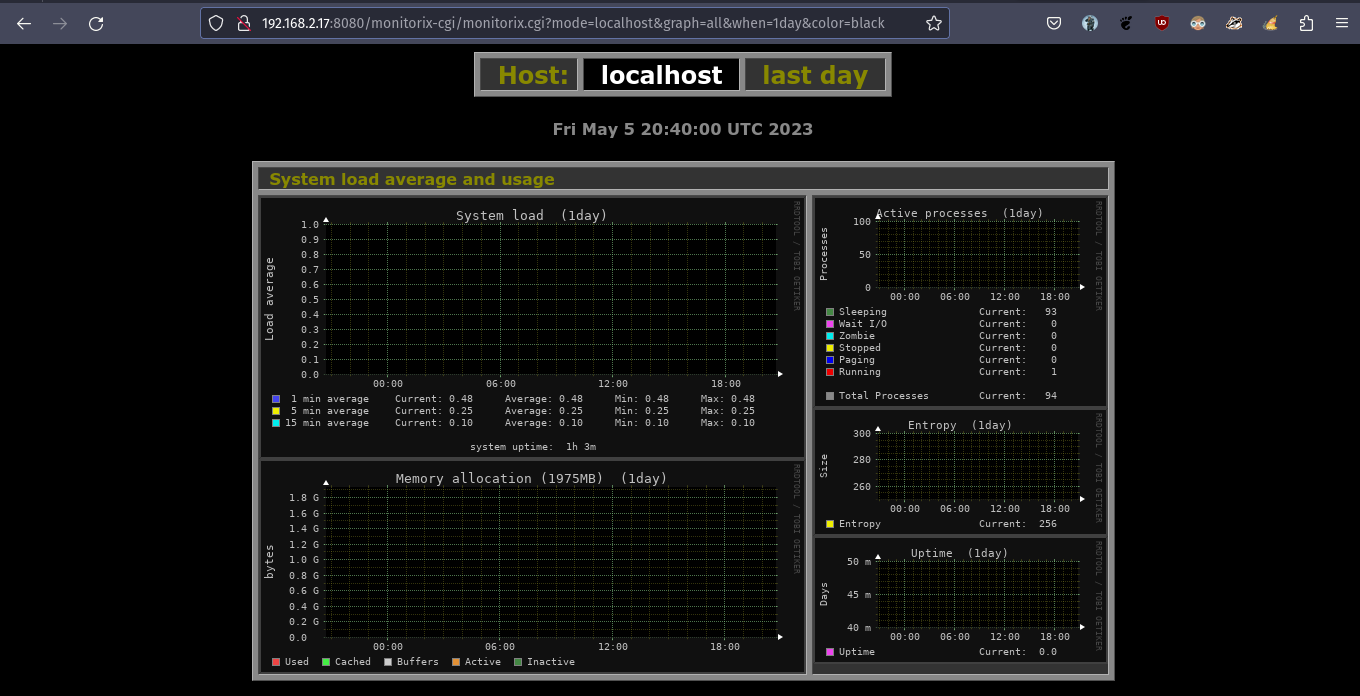 192.168.2.17:8080/monitorix-cgi/monitorix.cgi?mode=localhost&graph=all&when=1day&color=black
Host: localhost last day
Fri May 5 20:40:00 UTC 2023
System load average and usage
System load (1day)
RRDTOOL / TOBI OETIKER
Load average
1.0
0.9
0.8
0.7
0.6
0.5
0.4
0.3
0.2
0.1
0.0
00:00 06:00 12:00 18:00
1 min average Current: 0.48 Average: 0.48 Min: 0.48 Max: 0.48
5 min average Current: 0.25 Average: 0.25 Min: 0.25 Max: 0.25
15 min average Current: 0.10 Average: 0.10 Min: 0.10 Max: 0.10
system uptime: 1h 3m
Memory allocation (1975MB) (1day)
RRDTOOL / TOBI OETIKER
bytes
1.8 G
1.6 G
1.4 G
1.2 G
1.0 G
0.8 G
0.6 G
0.4 G
0.2 G
0.0
00:00 06:00 12:00 18:00
Used Cached Buffers Active Inactive
Active processes (1day)
RRDTOOL / TOBI OETIKER
Processes
100
50
0
00:00 06:00 12:00 18:00
Sleeping Current: 93
Wait I/O Current: 0
Zombie Current: 0
Stopped Current: 0
Paging Current: 0
Running Current: 1
Total Processes Current: 94
Entropy (1day)
RRDTOOL / TOBI OETIKER
Size
300
280
260
00:00 06:00 12:00 18:00
Entropy Current: 256
Uptime (1day)
RRDTOOL / TOBI OETIKER
Days
50 m
45 m
40 m
00:00 06:00 12:00 18:00
Uptime Current: 0.0